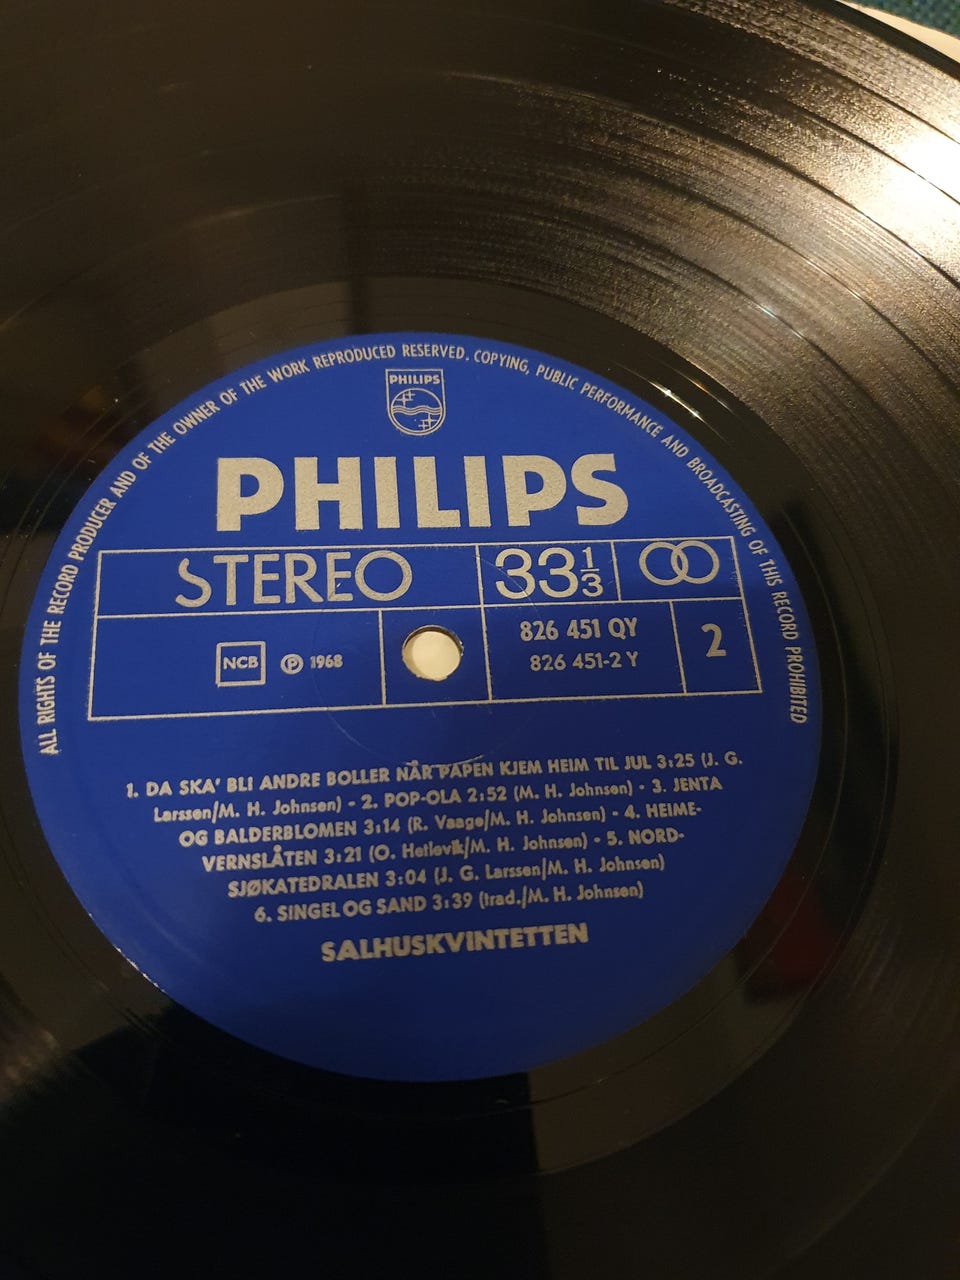 ALL RIGHTS OF THE RECORD PRODUCER AND OF THE OWNER OF THE WORK REPRODUCED RESERVED. COPYING, PUBLIC PERFORMANCE AND BROADCASTING OF THIS RECORD PROHIBITED
PHILIPS
PHILIPS
STEREO 33 1/3
826 451 QY
NCB ℗ 1968 826 451-2 Y 2
1. DA SKA' BLI ANDRE BOLLER NÅR PAPEN KJEM HEIM TIL JUL 3:25 (J. G.
Larssen/M. H. Johnsen) - 2. POP-OLA 2:52 (M. H. Johnsen) - 3. JENTA
OG BALDERBLOMEN 3:14 (R. Vaage/M. H. Johnsen) - 4. HEIME-
VERNSLÅTEN 3:21 (O. Hetlevik/M. H. Johnsen) - 5. NORD-
SJØKATEDRALEN 3:04 (J. G. Larssen/M. H. Johnsen)
6. SINGEL OG SAND 3:39 (trad./M. H. Johnsen)
SALHUSKVINTETTEN